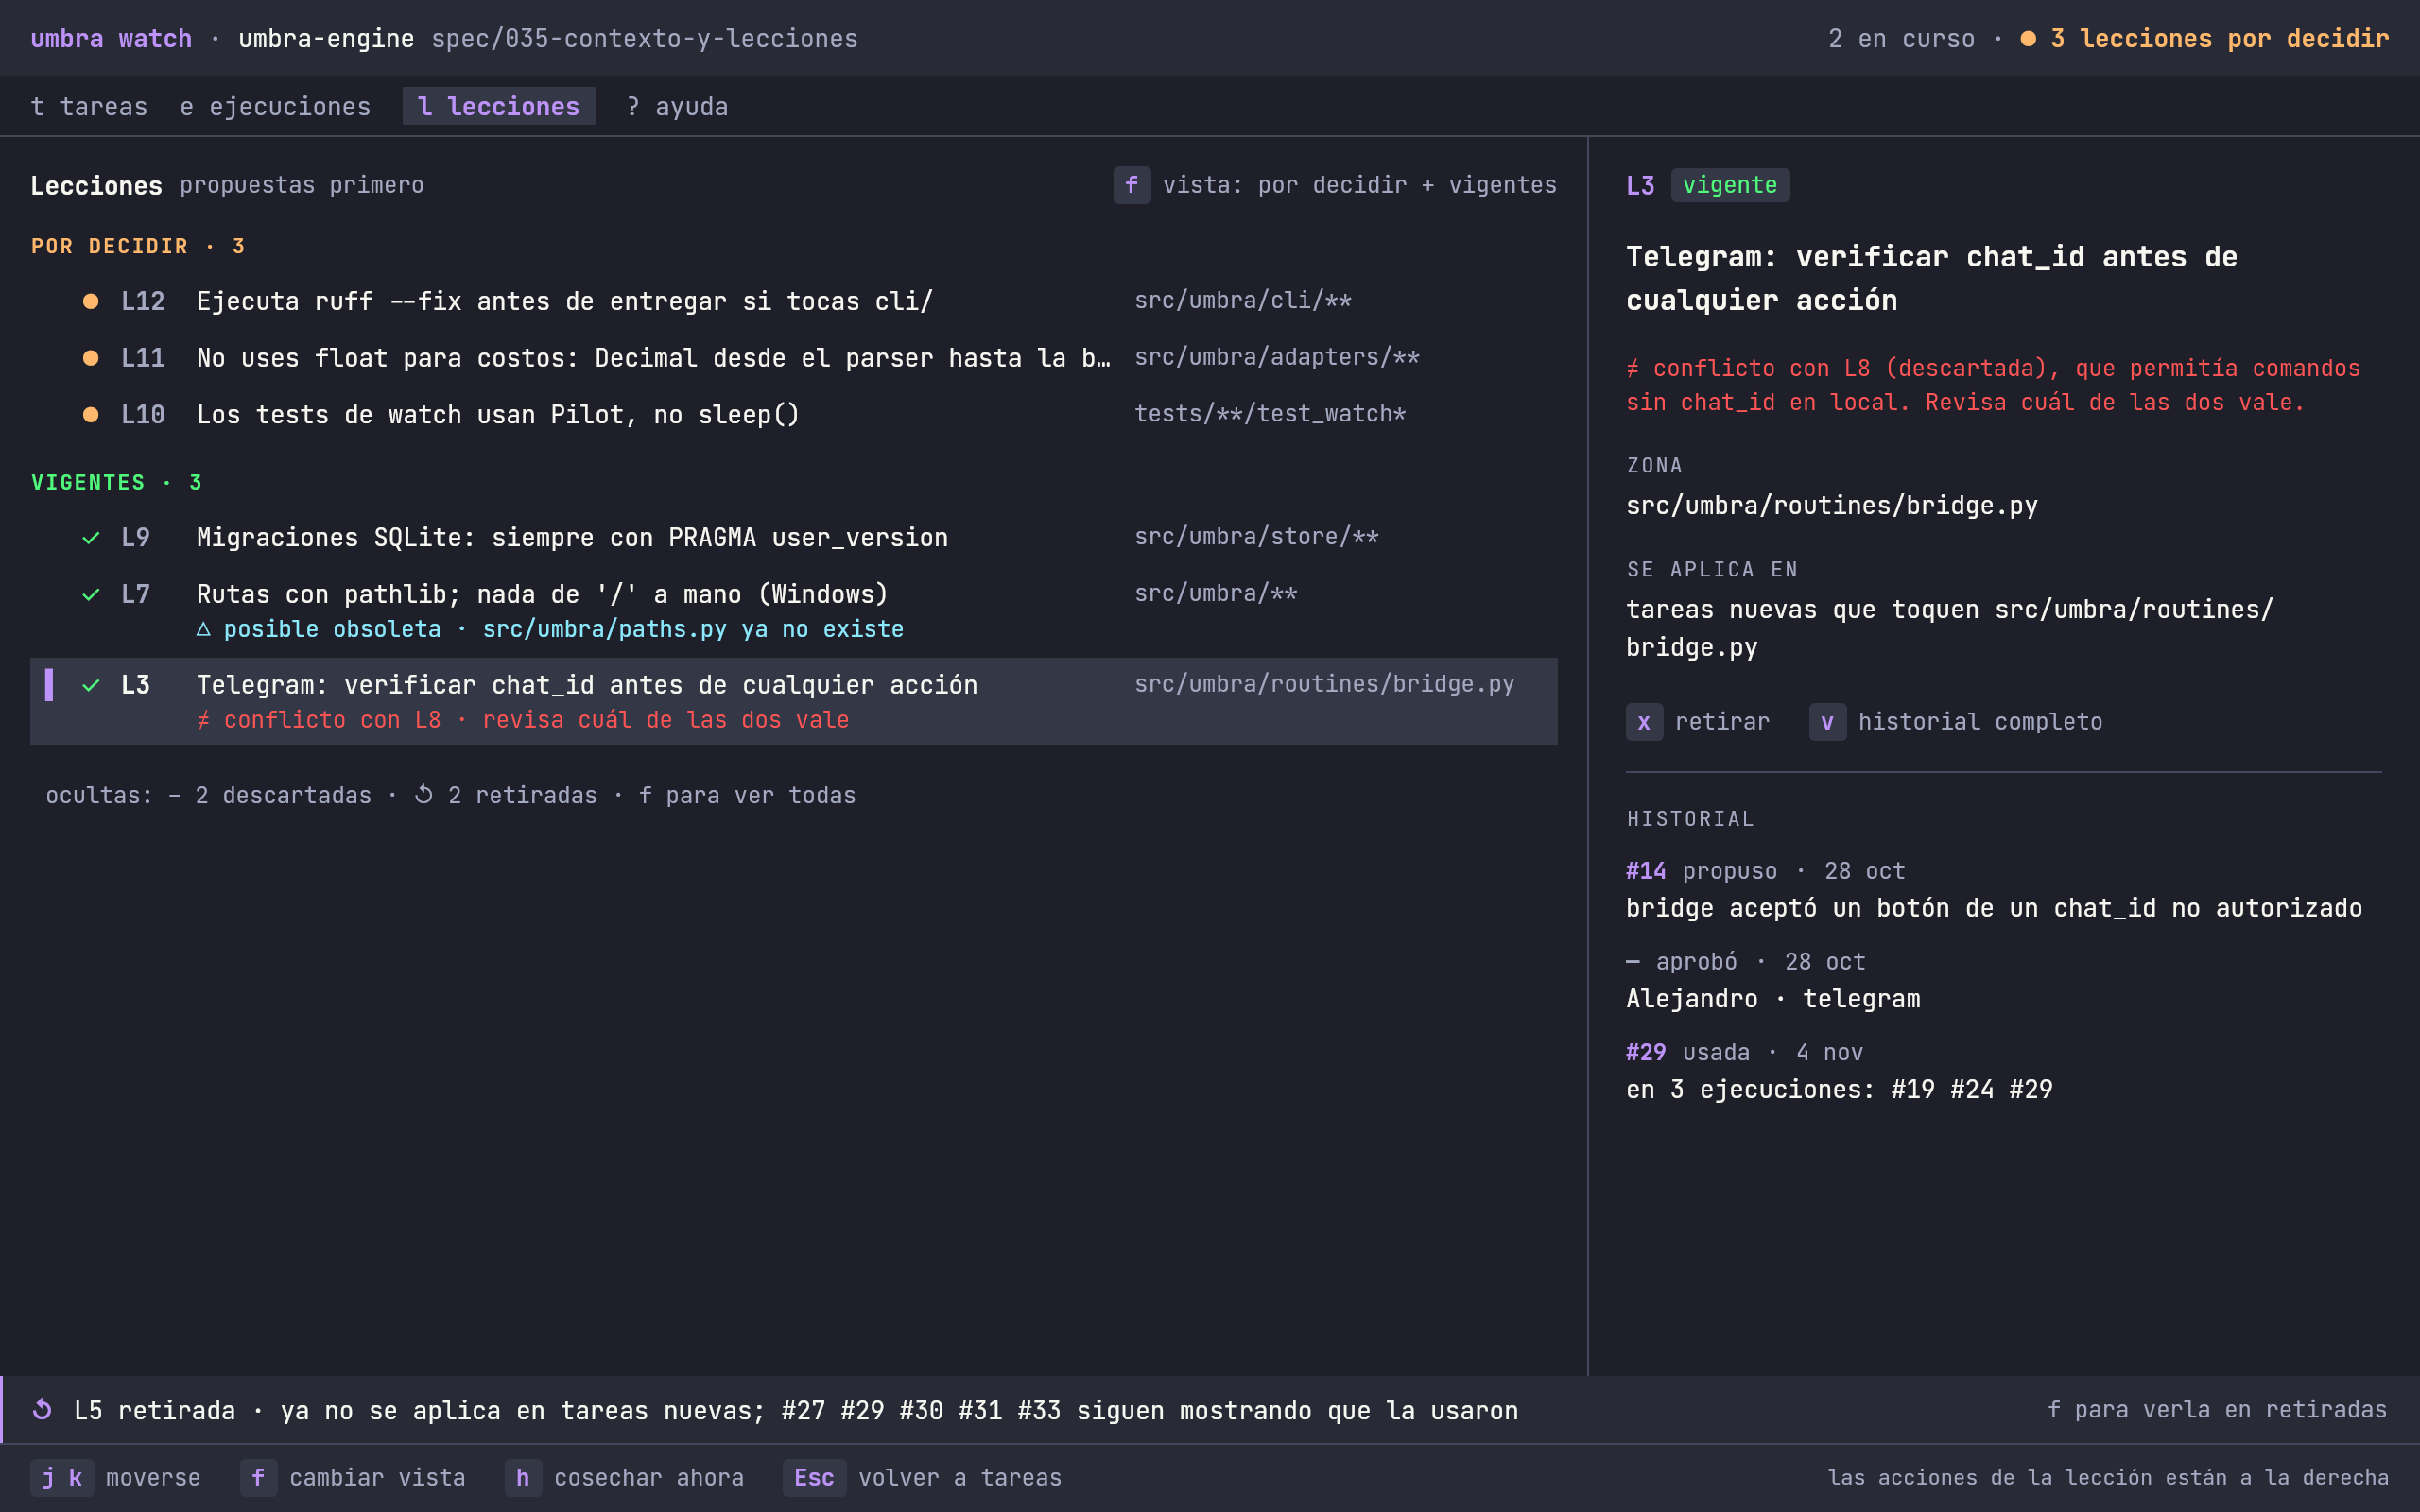 umbra watch · umbra-engine spec/035-contexto-y-lecciones
2 en curso · ● 3 lecciones por decidir
t tareas e ejecuciones l lecciones ? ayuda
Lecciones propuestas primero
f vista: por decidir + vigentes
POR DECIDIR · 3
● L12 Ejecuta ruff --fix antes de entregar si tocas cli/ src/umbra/cli/**
● L11 No uses float para costos: Decimal desde el parser hasta la b… src/umbra/adapters/**
● L10 Los tests de watch usan Pilot, no sleep() tests/**/test_watch*
VIGENTES · 3
✓ L9 Migraciones SQLite: siempre con PRAGMA user_version src/umbra/store/**
✓ L7 Rutas con pathlib; nada de '/' a mano (Windows) src/umbra/**
△ posible obsoleta · src/umbra/paths.py ya no existe
✓ L3 Telegram: verificar chat_id antes de cualquier acción src/umbra/routines/bridge.py
≠ conflicto con L8 · revisa cuál de las dos vale
ocultas: − 2 descartadas · ↺ 2 retiradas · f para ver todas
L3 vigente
Telegram: verificar chat_id antes de
cualquier acción
≠ conflicto con L8 (descartada), que permitía comandos
sin chat_id en local. Revisa cuál de las dos vale.
ZONA
src/umbra/routines/bridge.py
SE APLICA EN
tareas nuevas que toquen src/umbra/routines/
bridge.py
x retirar v historial completo
HISTORIAL
#14 propuso · 28 oct
bridge aceptó un botón de un chat_id no autorizado
— aprobó · 28 oct
Alejandro · telegram
#29 usada · 4 nov
en 3 ejecuciones: #19 #24 #29
↺ L5 retirada · ya no se aplica en tareas nuevas; #27 #29 #30 #31 #33 siguen mostrando que la usaron
f para verla en retiradas
j k moverse f cambiar vista h cosechar ahora Esc volver a tareas
las acciones de la lección están a la derecha